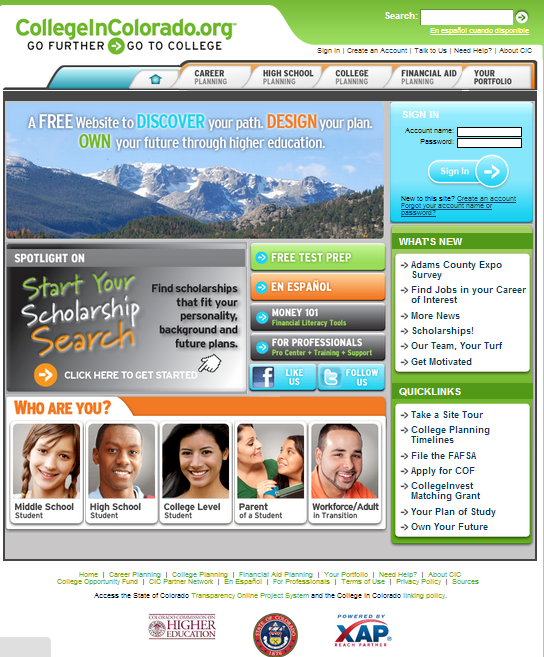 CollegeInColorado.org
GO FURTHER GO TO COLLEGE
Search:
En español cuando disponible
Sign In | Create an Account | Talk to Us | Need Help? | About CIC
CAREER PLANNING
HIGH SCHOOL PLANNING
COLLEGE PLANNING
FINANCIAL AID PLANNING
YOUR PORTFOLIO
A FREE Website to DISCOVER your path. DESIGN your plan.
OWN your future through higher education.
SIGN IN
Account name:
Password:
Sign In
New to this site? Create an account
Forgot your account name or
password?
SPOTLIGHT ON
Start Your
Scholarship
Search
Find scholarships
that fit your
personality,
background and
future plans.
CLICK HERE TO GET STARTED
FREE TEST PREP
EN ESPAÑOL
MONEY 101
Financial Literacy Tools
FOR PROFESSIONALS
Pro Center + Training + Support
f LIKE US
t FOLLOW US
WHAT'S NEW
Adams County Expo
Survey
Find Jobs in your Career
of Interest
More News
Scholarships!
Our Team, Your Turf
Get Motivated
WHO ARE YOU?
Middle School
Student
High School
Student
College Level
Student
Parent
of a Student
Workforce/Adult
in Transition
QUICKLINKS
Take a Site Tour
College Planning
Timelines
File the FAFSA
Apply for COF
CollegeInvest
Matching Grant
Your Plan of Study
Own Your Future
Home | Career Planning | College Planning | Financial Aid Planning | Your Portfolio | Need Help? | About CIC
College Opportunity Fund | CIC Partner Network | En Español | For Professionals | Terms of Use | Privacy Policy | Sources
Access the State of Colorado Transparency Online Project System and the College In Colorado linking policy.
COLORADO COMMISSION ON
HIGHER
EDUCATION
POWERED BY
XAP
REACH FARTHER